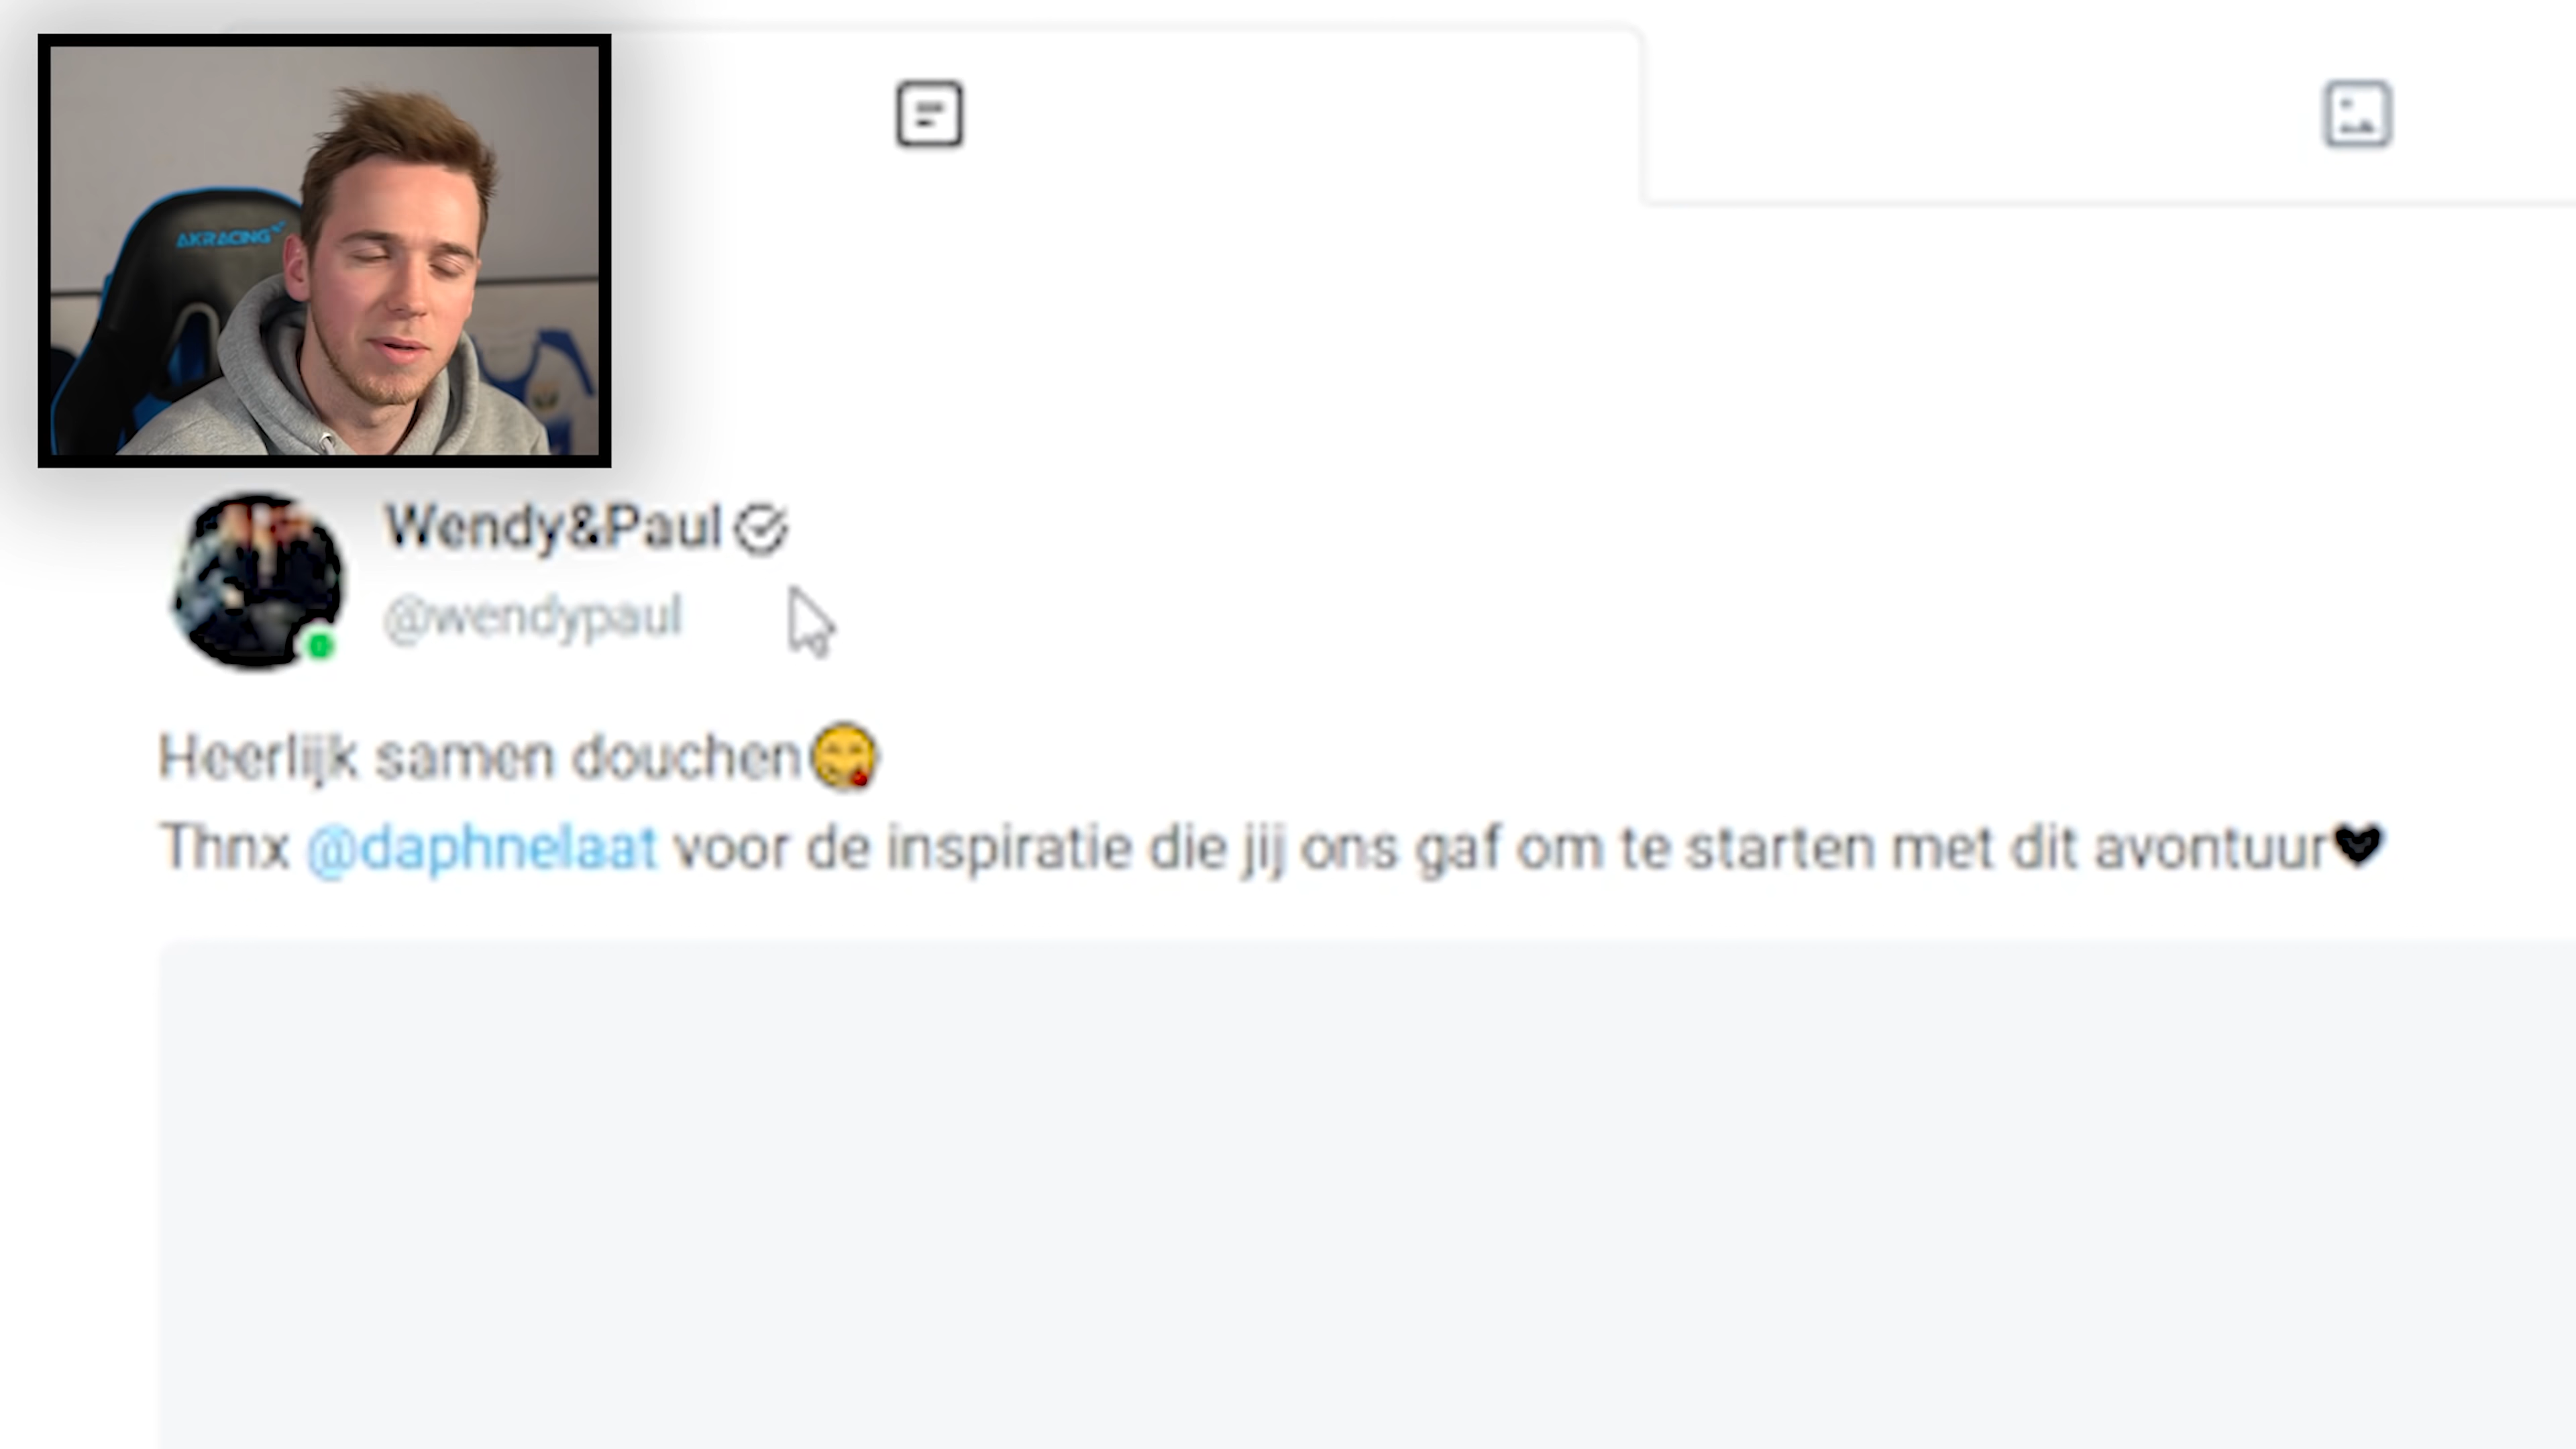 AKRACING
Wendy&Paul
@wendypaul
Heerlijk samen douchen😋
Thnx @daphnelaat voor de inspiratie die jij ons gaf om te starten met dit avontuur🖤